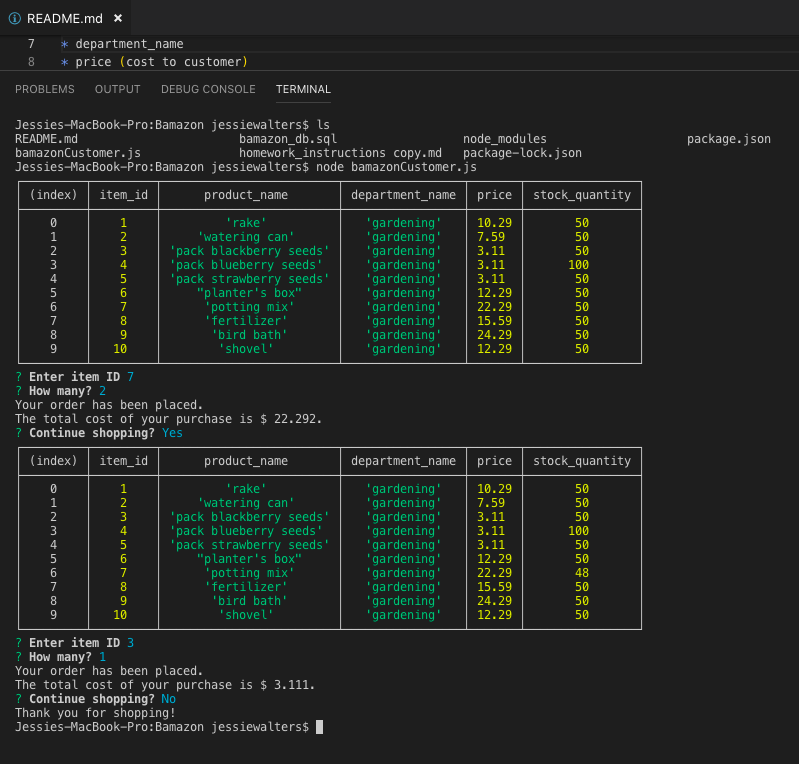 README.md ×
7 * department_name
8 * price (cost to customer)
PROBLEMS OUTPUT DEBUG CONSOLE TERMINAL
Jessies-MacBook-Pro:Bamazon jessiewalters$ ls
README.md bamazon_db.sql node_modules package.json
bamazonCustomer.js homework_instructions copy.md package-lock.json
Jessies-MacBook-Pro:Bamazon jessiewalters$ node bamazonCustomer.js
(index) item_id product_name department_name price stock_quantity
0 1 'rake' 'gardening' 10.29 50
1 2 'watering can' 'gardening' 7.59 50
2 3 'pack blackberry seeds' 'gardening' 3.11 50
3 4 'pack blueberry seeds' 'gardening' 3.11 100
4 5 'pack strawberry seeds' 'gardening' 3.11 50
5 6 "planter's box" 'gardening' 12.29 50
6 7 'potting mix' 'gardening' 22.29 50
7 8 'fertilizer' 'gardening' 15.59 50
8 9 'bird bath' 'gardening' 24.29 50
9 10 'shovel' 'gardening' 12.29 50
? Enter item ID 7
? How many? 2
Your order has been placed.
The total cost of your purchase is $ 22.292.
? Continue shopping? Yes
(index) item_id product_name department_name price stock_quantity
0 1 'rake' 'gardening' 10.29 50
1 2 'watering can' 'gardening' 7.59 50
2 3 'pack blackberry seeds' 'gardening' 3.11 50
3 4 'pack blueberry seeds' 'gardening' 3.11 100
4 5 'pack strawberry seeds' 'gardening' 3.11 50
5 6 "planter's box" 'gardening' 12.29 50
6 7 'potting mix' 'gardening' 22.29 48
7 8 'fertilizer' 'gardening' 15.59 50
8 9 'bird bath' 'gardening' 24.29 50
9 10 'shovel' 'gardening' 12.29 50
? Enter item ID 3
? How many? 1
Your order has been placed.
The total cost of your purchase is $ 3.111.
? Continue shopping? No
Thank you for shopping!
Jessies-MacBook-Pro:Bamazon jessiewalters$